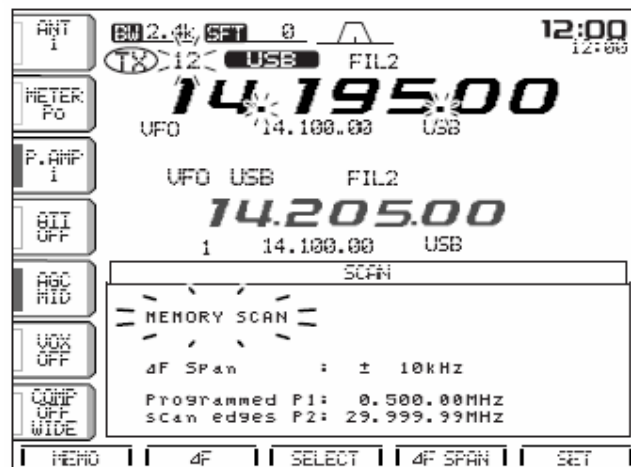 ANT
1
METER
Po
P.AMP
1
ATT
OFF
AGC
MID
VOX
OFF
COMP
OFF
WIDE
BW 2.4k SFT 0
12:00
12:00
TX 12 USB FIL2
14.195.00
VFO 14.100.00 USB
VFO USB FIL2
14.205.00
1 14.100.00 USB
SCAN
MEMORY SCAN
⊿F Span : ± 10kHz
Programmed P1: 0.500.00MHz
scan edges P2: 29.999.99MHz
MEMO ⊿F SELECT ⊿F SPAN SET